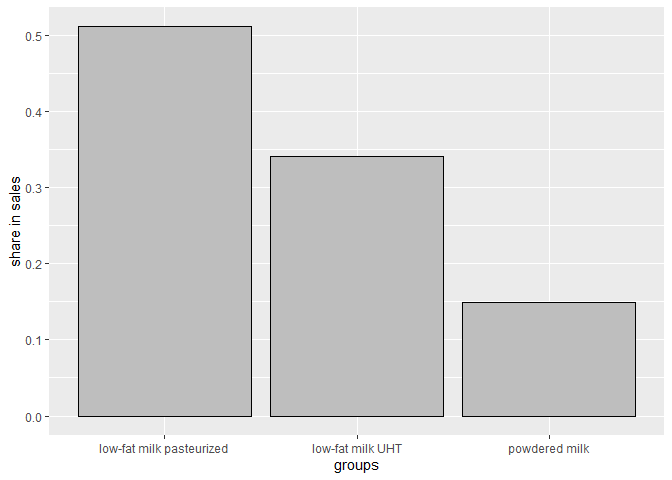 share in sales
0.5
0.4
0.3
0.2
0.1
0.0
low-fat milk pasteurized
low-fat milk UHT
powdered milk
groups